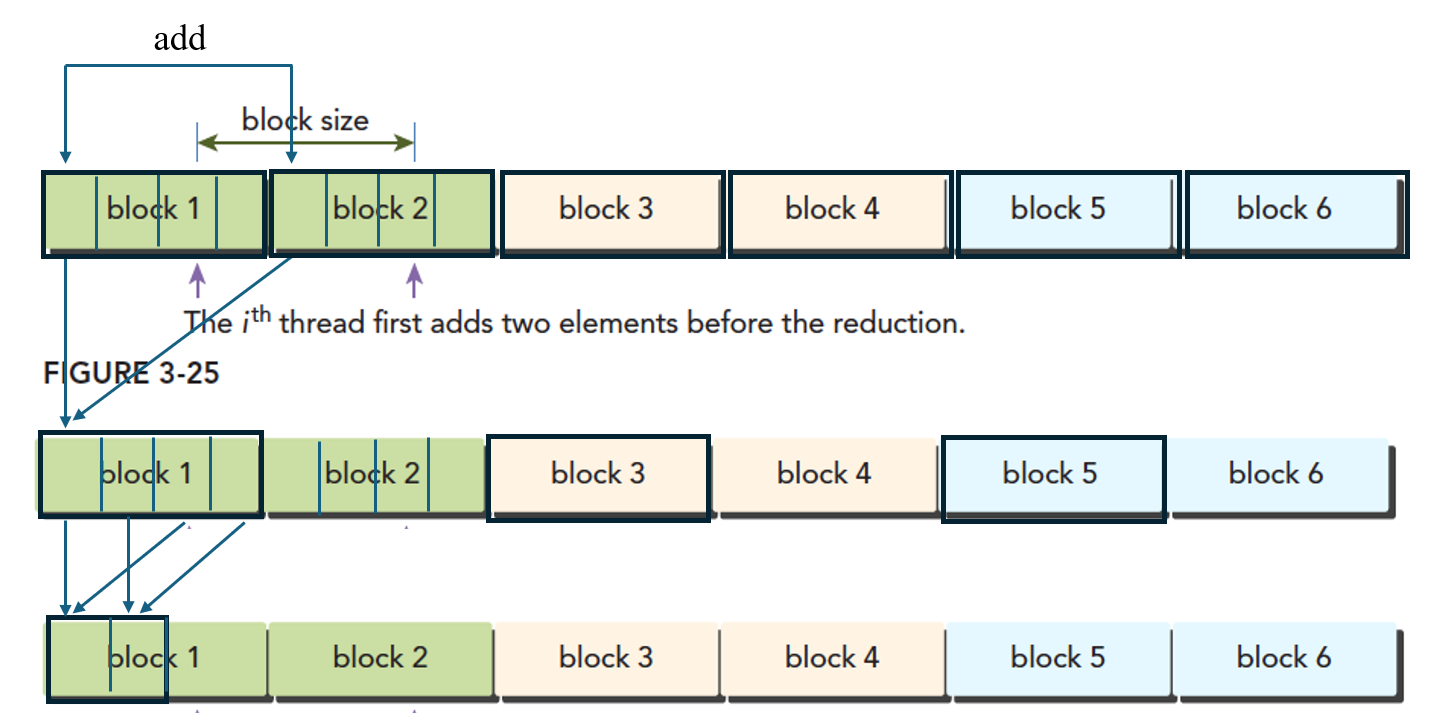 add
block size
block 1 block 2 block 3 block 4 block 5 block 6
The ith thread first adds two elements before the reduction.
FIGURE 3-25
block 1 block 2 block 3 block 4 block 5 block 6
block 1 block 2 block 3 block 4 block 5 block 6